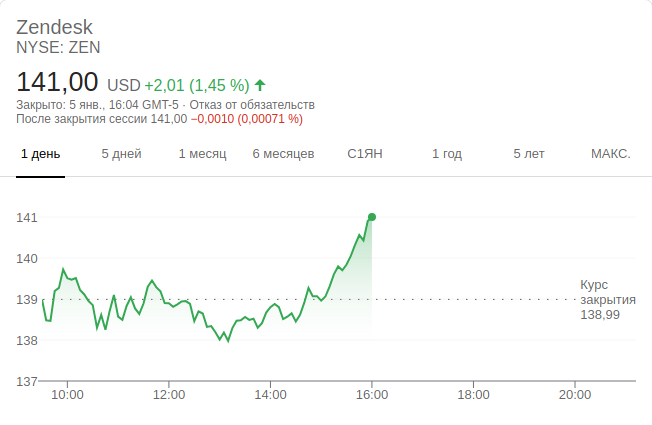 Zendesk
NYSE: ZEN
141,00 USD +2,01 (1,45 %)
Закрыто: 5 янв., 16:04 GMT-5 · Отказ от обязательств
После закрытия сессии 141,00 −0,0010 (0,00071 %)
1 день 5 дней 1 месяц 6 месяцев С1ЯН 1 год 5 лет МАКС.
141
140
139
138
137
Курс
закрытия
138,99
10:00 12:00 14:00 16:00 18:00 20:00